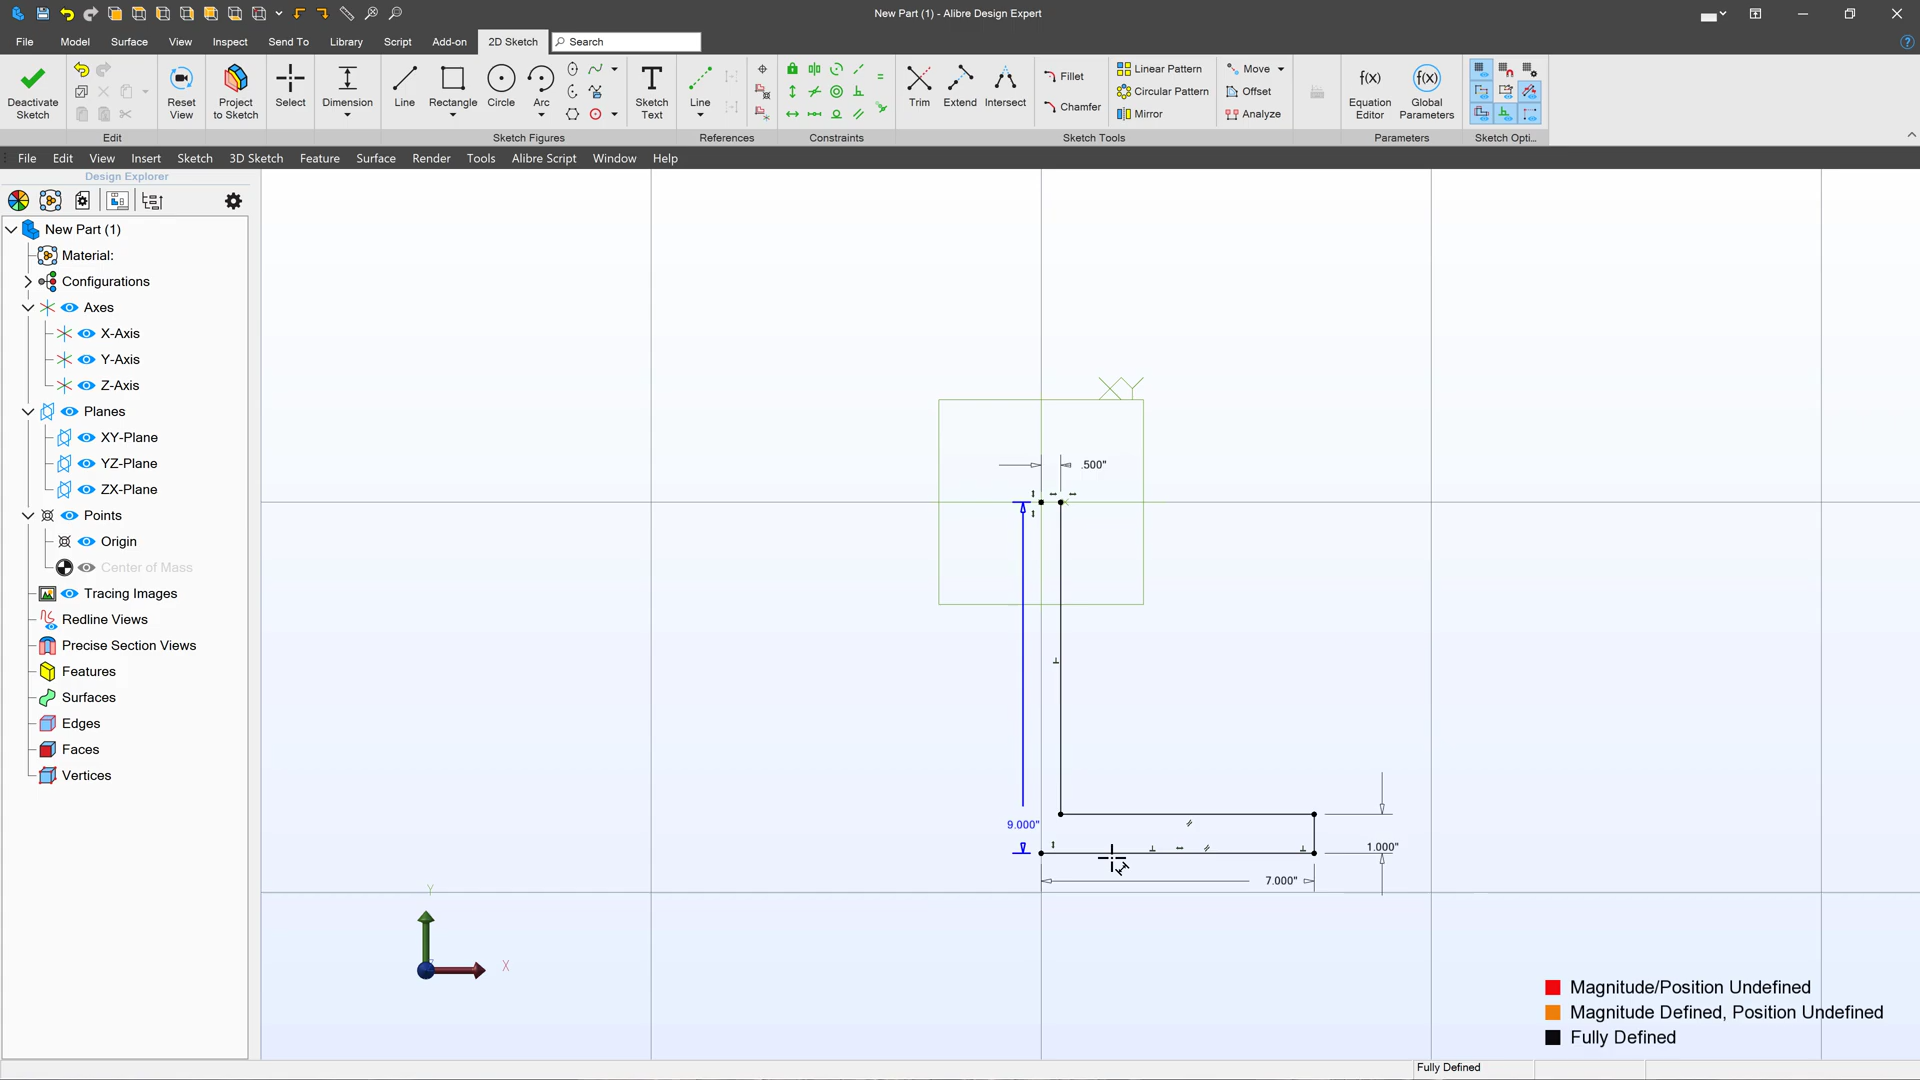 New Part (1) - Alibre Design Expert
File Model Surface View Inspect Send To Library Script Add-on 2D Sketch Search
Deactivate Sketch
Edit
Reset View
Project to Sketch
Select
Dimension
Line
Rectangle
Circle
Arc
Sketch Figures
Sketch Text
Line
References
Constraints
Trim
Extend
Intersect
Fillet
Chamfer
Linear Pattern
Circular Pattern
Mirror
Move
Offset
Analyze
Sketch Tools
f(x)
Equation Editor
f(x)
Global Parameters
Parameters
Sketch Opti...
File Edit View Insert Sketch 3D Sketch Feature Surface Render Tools Alibre Script Window Help
Design Explorer
New Part (1)
Material:
Configurations
Axes
X-Axis
Y-Axis
Z-Axis
Planes
XY-Plane
YZ-Plane
ZX-Plane
Points
Origin
Center of Mass
Tracing Images
Redline Views
Precise Section Views
Features
Surfaces
Edges
Faces
Vertices
XY
.500"
9.000"
1.000"
7.000"
Y
X
Magnitude/Position Undefined
Magnitude Defined, Position Undefined
Fully Defined
Fully Defined